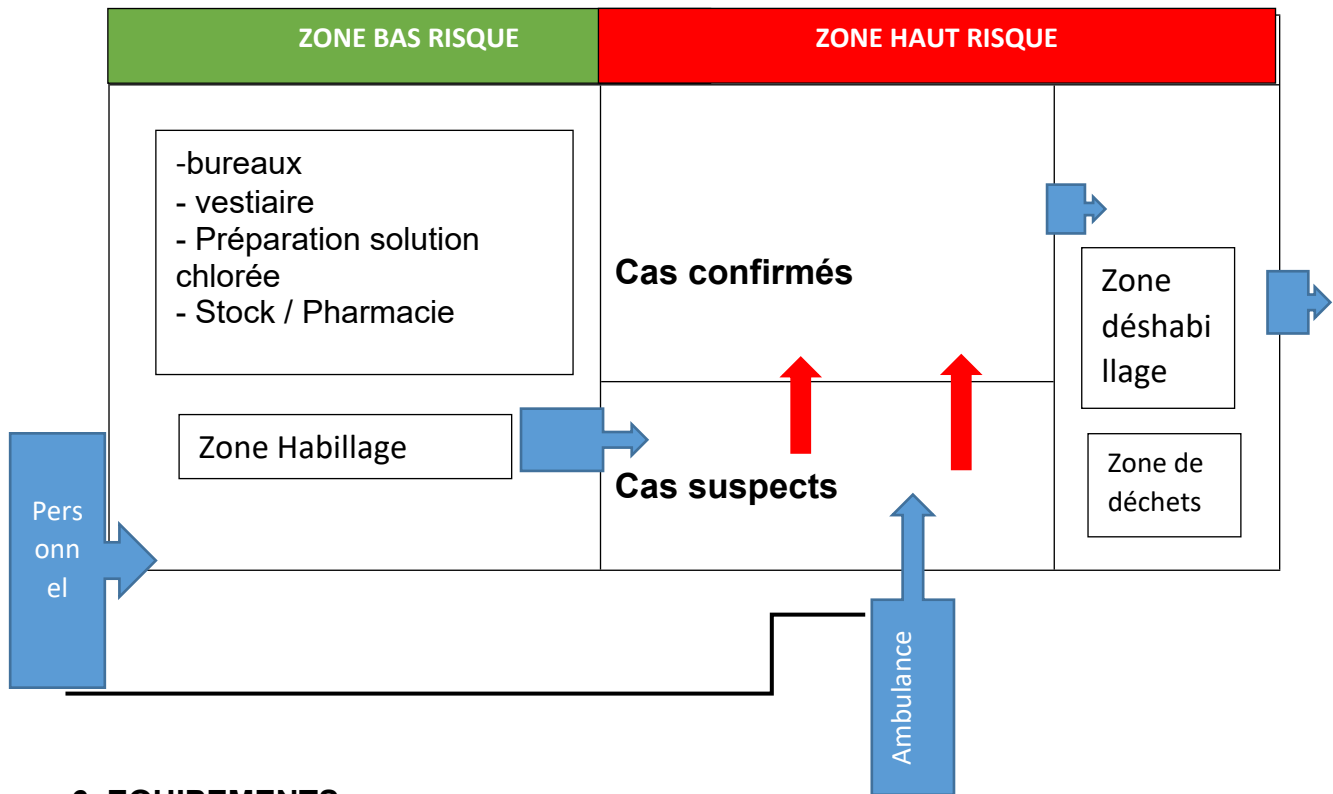 ZONE BAS RISQUE
ZONE HAUT RISQUE
-bureaux
- vestiaire
- Préparation solution
chlorée
- Stock / Pharmacie
Cas confirmés
Zone
déshabi
llage
Zone Habillage
Cas suspects
Zone de
déchets
Pers
onn
el
Ambulance
EQUIPEMENTS